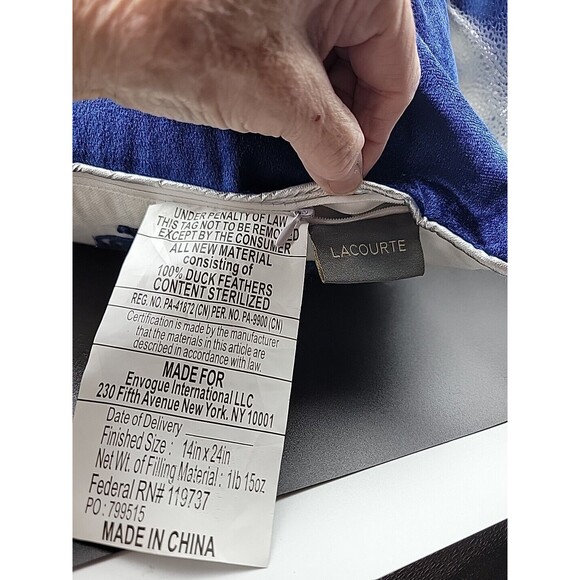 UNDER PENALTY OF LAW
THIS TAG NOT TO BE REMOVED
EXCEPT BY THE CONSUMER
ALL NEW MATERIAL
consisting of
100% DUCK FEATHERS
CONTENT STERILIZED
REG. NO. PA-41872 (CN) PER. NO. PA-9900 (CN)
Certification is made by the manufacturer
that the materials in this article are
described in accordance with law.
MADE FOR
Envogue International LLC
230 Fifth Avenue New York. NY 10001
Date of Delivery
Finished Size : 14in x 24in
Net Wt. of Filling Material : 1lb 15oz
Federal RN# 119737
PO : 799515
MADE IN CHINA
LACOURTE